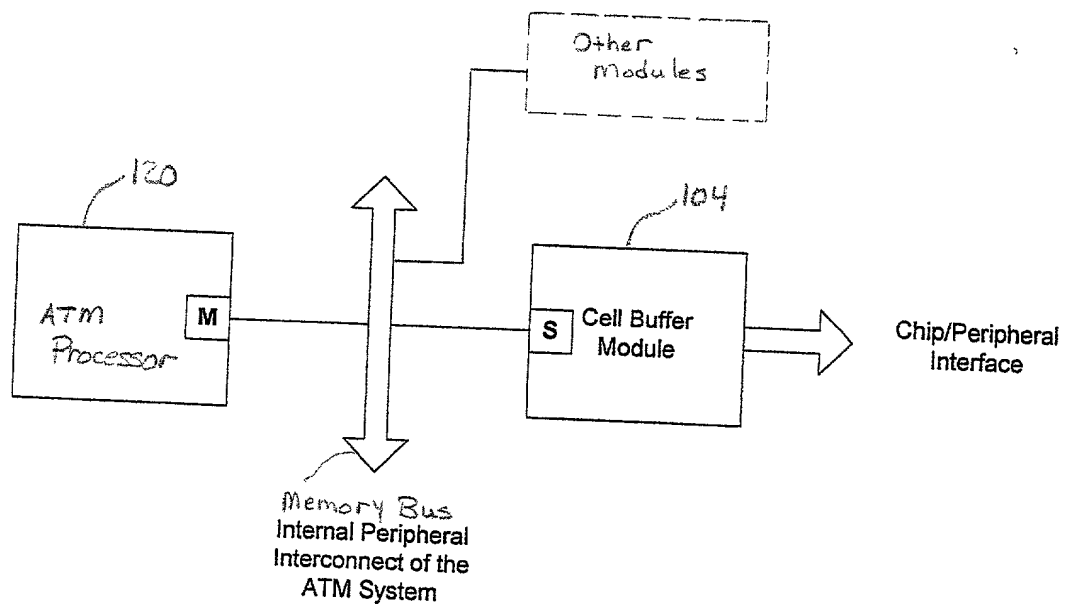 Other
Modules
120
104
ATM
Processor
M
S
Cell Buffer
Module
Chip/Peripheral
Interface
Memory Bus
Internal Peripheral
Interconnect of the
ATM System